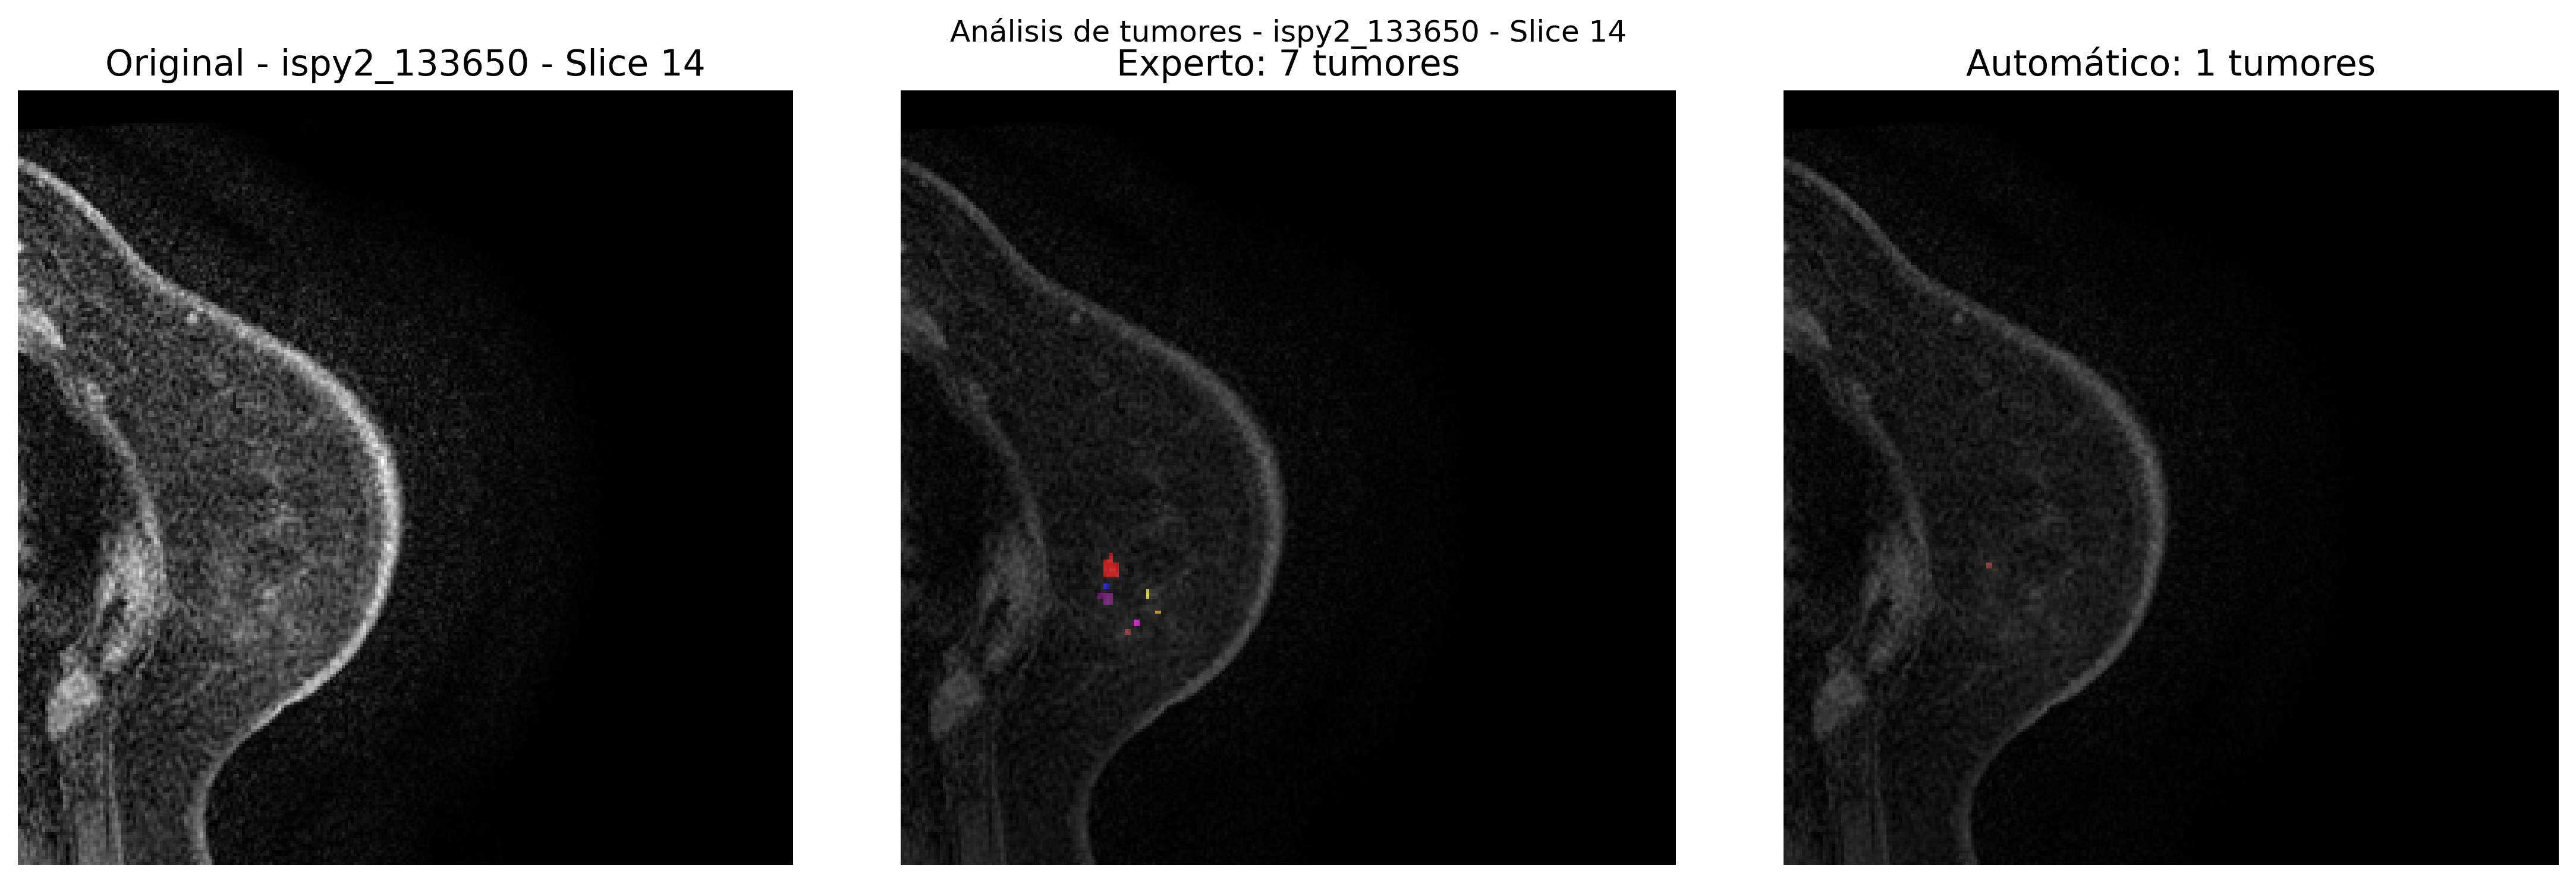 Análisis de tumores - ispy2_133650 - Slice 14
Original - ispy2_133650 - Slice 14
Experto: 7 tumores
Automático: 1 tumores